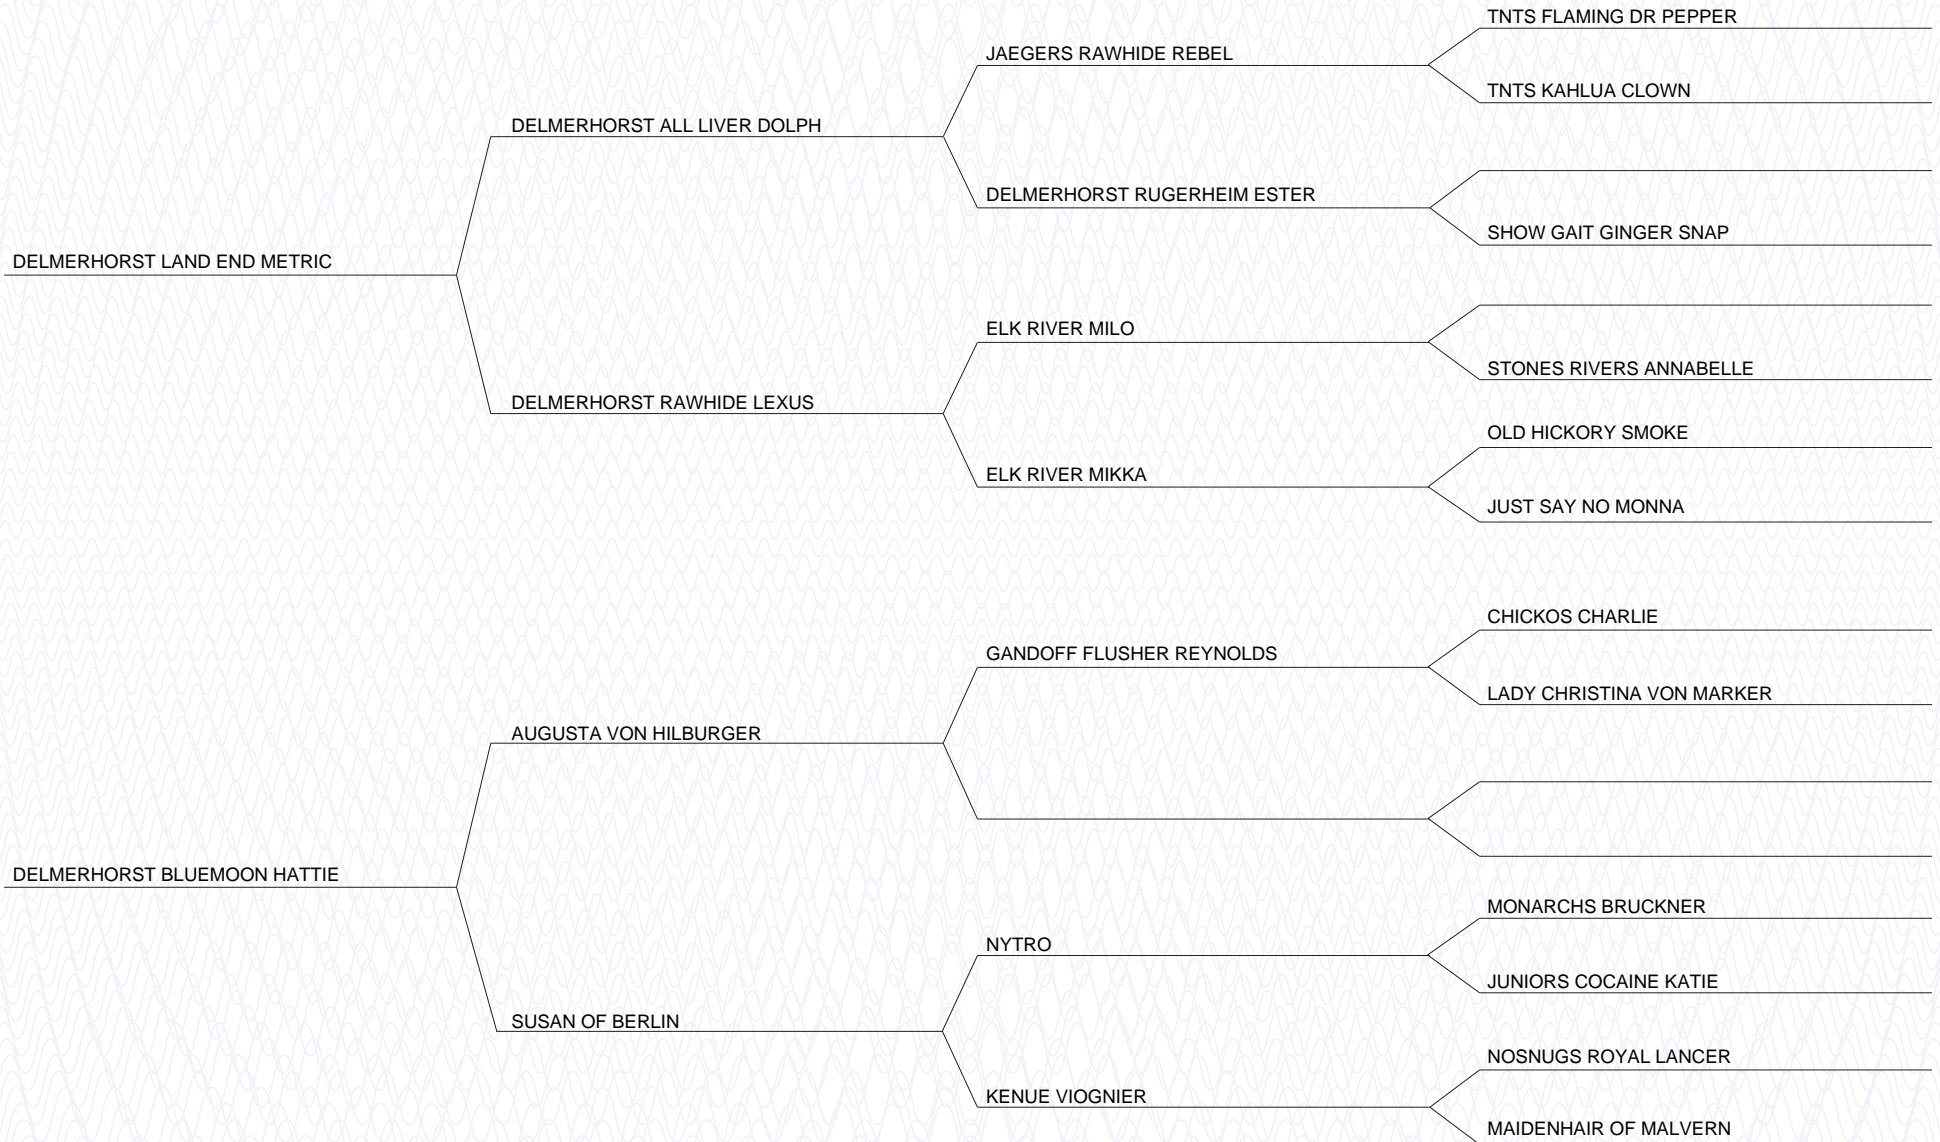 TNTS FLAMING DR PEPPER
JAEGERS RAWHIDE REBEL
TNTS KAHLUA CLOWN
DELMERHORST ALL LIVER DOLPH
DELMERHORST RUGERHEIM ESTER
SHOW GAIT GINGER SNAP
DELMERHORST LAND END METRIC
ELK RIVER MILO
STONES RIVERS ANNABELLE
DELMERHORST RAWHIDE LEXUS
OLD HICKORY SMOKE
ELK RIVER MIKKA
JUST SAY NO MONNA
CHICKOS CHARLIE
GANDOFF FLUSHER REYNOLDS
LADY CHRISTINA VON MARKER
AUGUSTA VON HILBURGER
DELMERHORST BLUEMOON HATTIE
MONARCHS BRUCKNER
NYTRO
JUNIORS COCAINE KATIE
SUSAN OF BERLIN
NOSNUGS ROYAL LANCER
KENUE VIOGNIER
MAIDENHAIR OF MALVERN